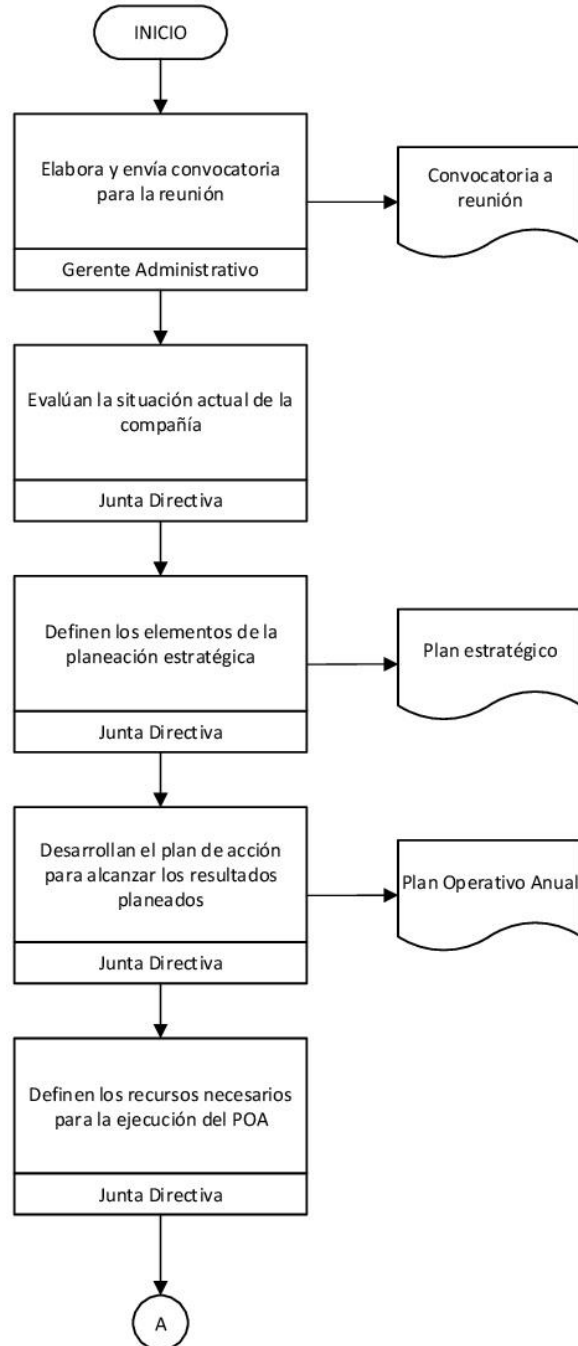 INICIO
Elabora y envía convocatoria
para la reunión
Gerente Administrativo
Convocatoria a
reunión
Evalúan la situación actual de la
compañía
Junta Directiva
Definen los elementos de la
planeación estratégica
Junta Directiva
Plan estratégico
Desarrollan el plan de acción
para alcanzar los resultados
planeados
Junta Directiva
Plan Operativo Anual
Definen los recursos necesarios
para la ejecución del POA
Junta Directiva
A